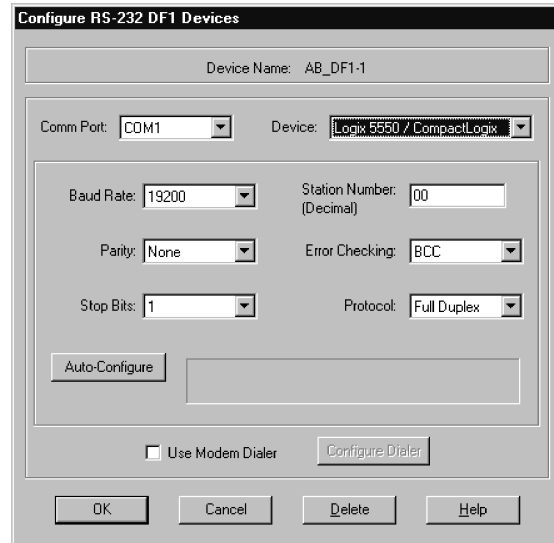 Configure RS-232 DF1 Devices
Device Name: AB_DF1-1
Comm Port: COM1 Device: Logix 5550 / CompactLogix
Baud Rate: 19200 Station Number: 00
(Decimal)
Parity: None Error Checking: BCC
Stop Bits: 1 Protocol: Full Duplex
Auto-Configure
Use Modem Dialer Configure Dialer
OK Cancel Delete Help